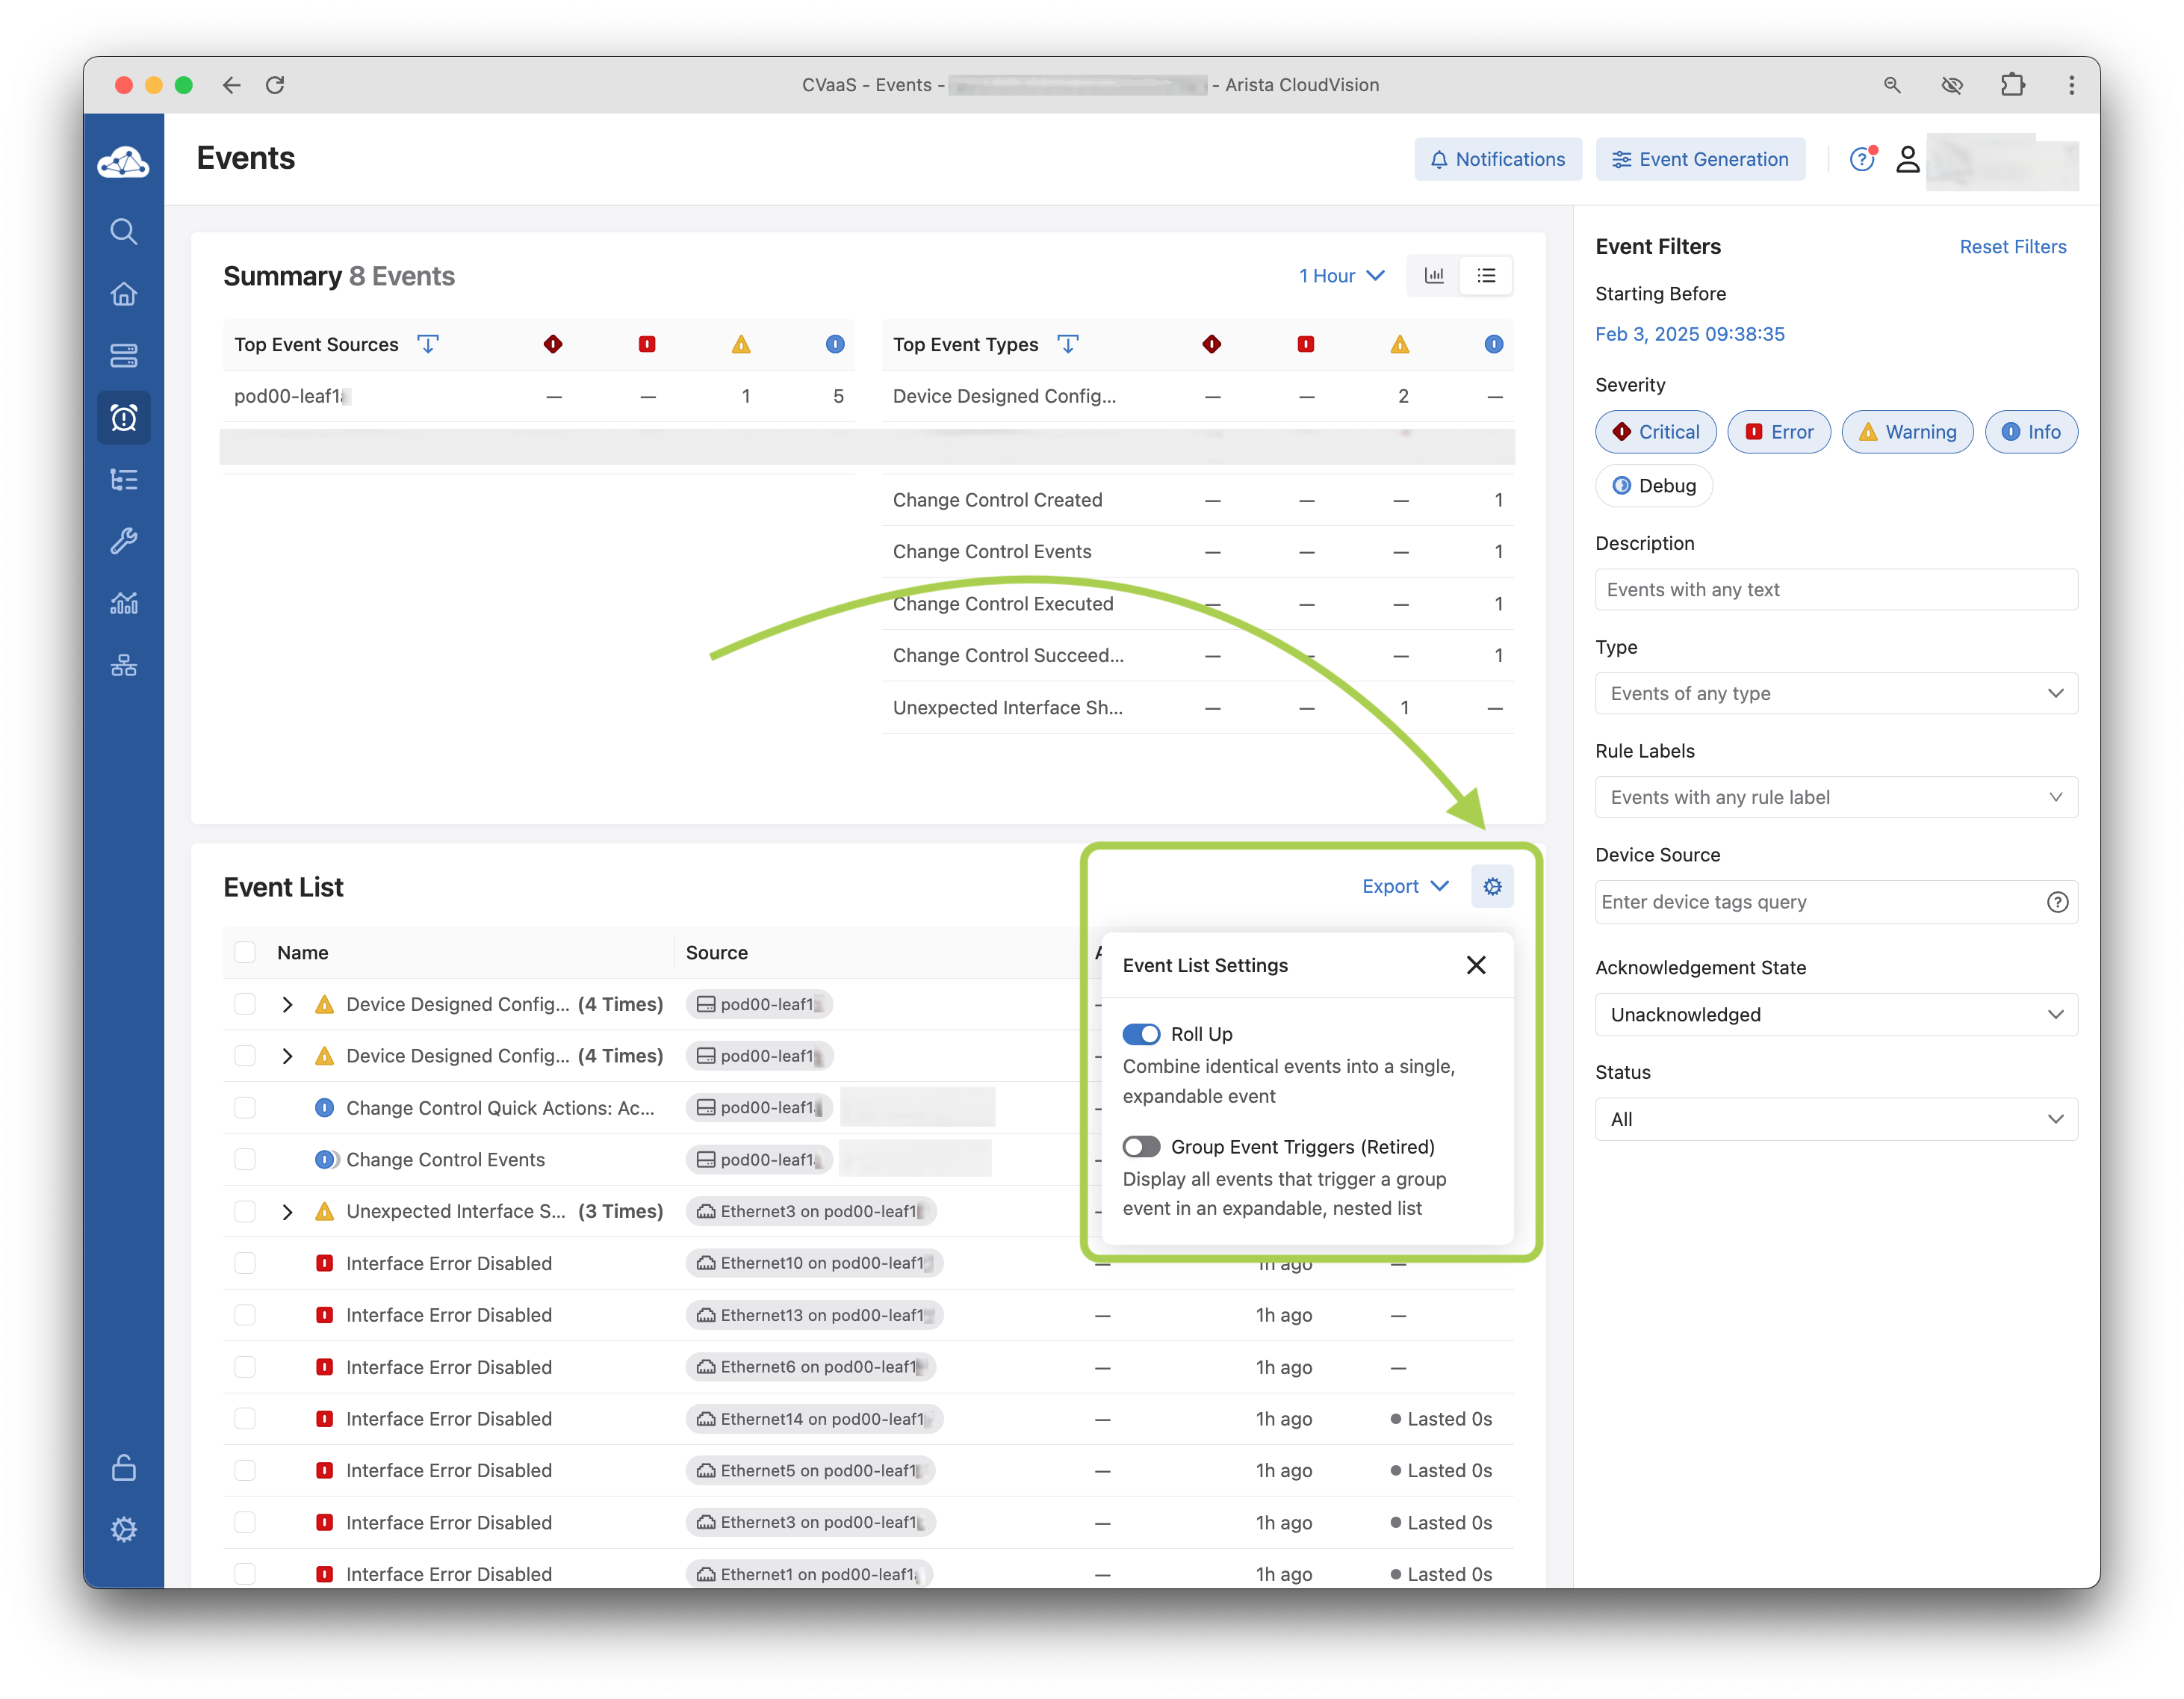 CVaaS - Events - - Arista CloudVision
Events
Notifications
Event Generation
Summary 8 Events
1 Hour
Top Event Sources
pod00-leaf1
— — 1 5
Top Event Types
Device Designed Config... — — 2 —
Change Control Created — — — 1
Change Control Events — — — 1
Change Control Executed — — — 1
Change Control Succeed... — — — 1
Unexpected Interface Sh... — — 1 —
Event List
Export
Name Source
Device Designed Config... (4 Times) pod00-leaf1
Device Designed Config... (4 Times) pod00-leaf1
Change Control Quick Actions: Ac... pod00-leaf1
Change Control Events pod00-leaf1
Unexpected Interface S... (3 Times) Ethernet3 on pod00-leaf1
Interface Error Disabled Ethernet10 on pod00-leaf1 — 1h ago —
Interface Error Disabled Ethernet13 on pod00-leaf1 — 1h ago —
Interface Error Disabled Ethernet6 on pod00-leaf1 — 1h ago —
Interface Error Disabled Ethernet14 on pod00-leaf1 — 1h ago Lasted 0s
Interface Error Disabled Ethernet5 on pod00-leaf1 — 1h ago Lasted 0s
Interface Error Disabled Ethernet3 on pod00-leaf1 — 1h ago Lasted 0s
Interface Error Disabled Ethernet1 on pod00-leaf1 — 1h ago Lasted 0s
Event List Settings
Roll Up
Combine identical events into a single,
expandable event
Group Event Triggers (Retired)
Display all events that trigger a group
event in an expandable, nested list
Event Filters
Reset Filters
Starting Before
Feb 3, 2025 09:38:35
Severity
Critical Error Warning Info
Debug
Description
Events with any text
Type
Events of any type
Rule Labels
Events with any rule label
Device Source
Enter device tags query
Acknowledgement State
Unacknowledged
Status
All